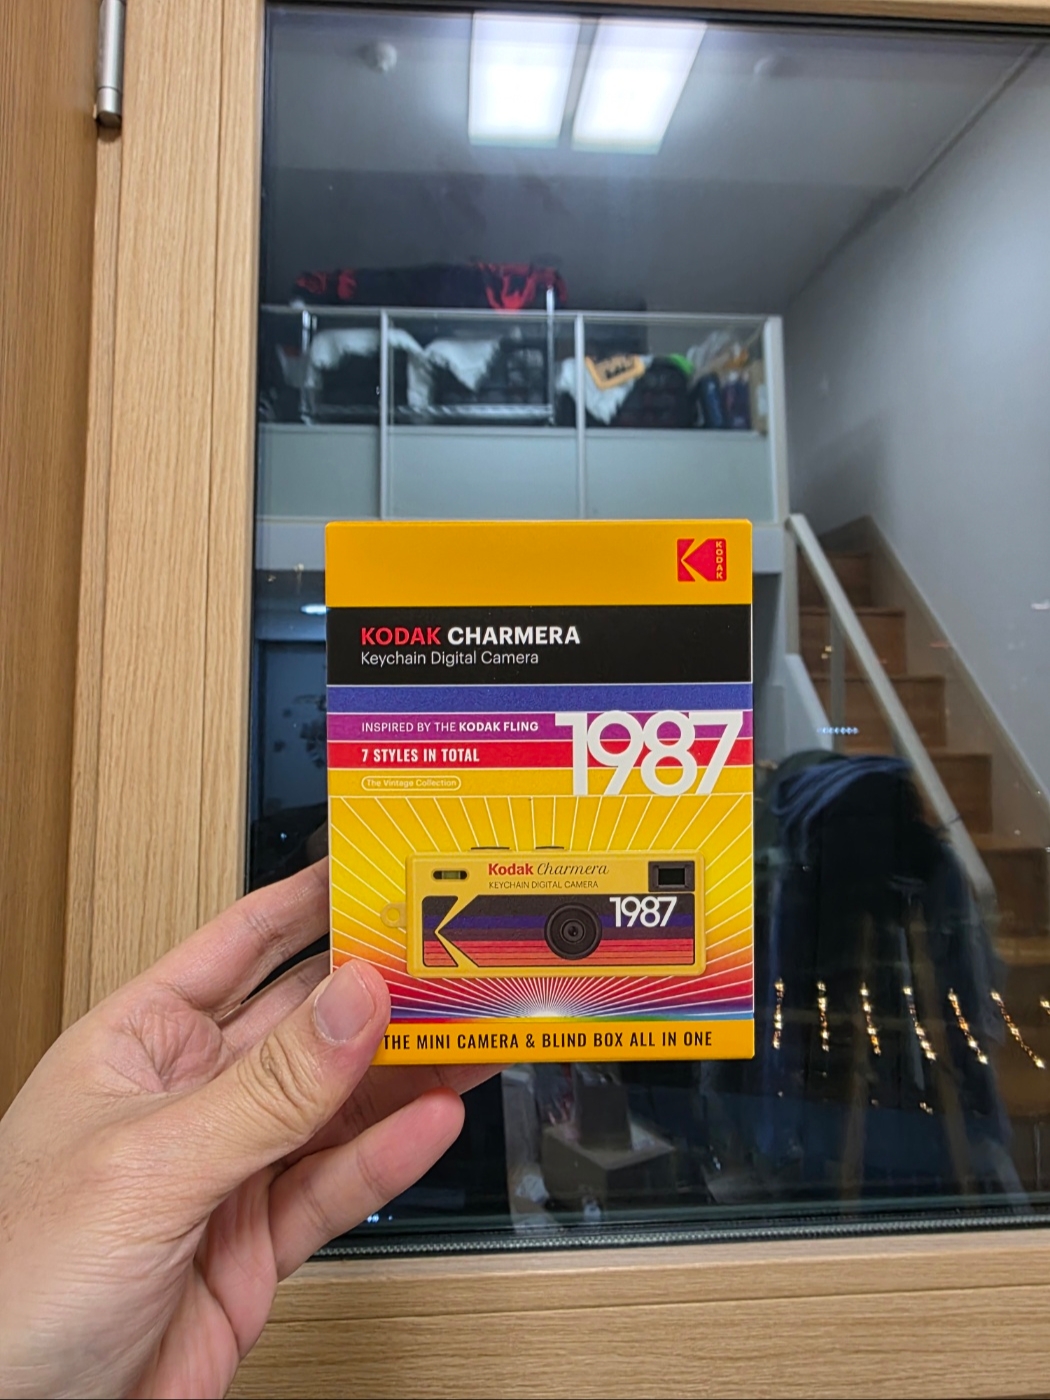 KODAK
KODAK CHARMERA
Keychain Digital Camera
INSPIRED BY THE KODAK FLING
1987
7 STYLES IN TOTAL
The Vintage Collection
Kodak Charmera
KEYCHAIN DIGITAL CAMERA
1987
THE MINI CAMERA & BLIND BOX ALL IN ONE